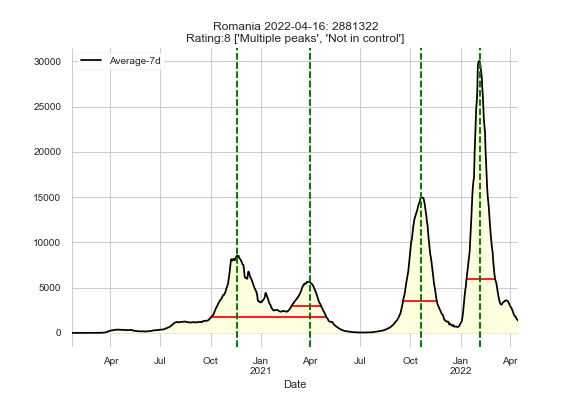 Romania 2022-04-16: 2881322
Rating:8 ['Multiple peaks', 'Not in control']
Average-7d
30000
25000
20000
15000
10000
5000
0
Apr Jul Oct Jan Apr Jul Oct Jan Apr
2021 2022
Date